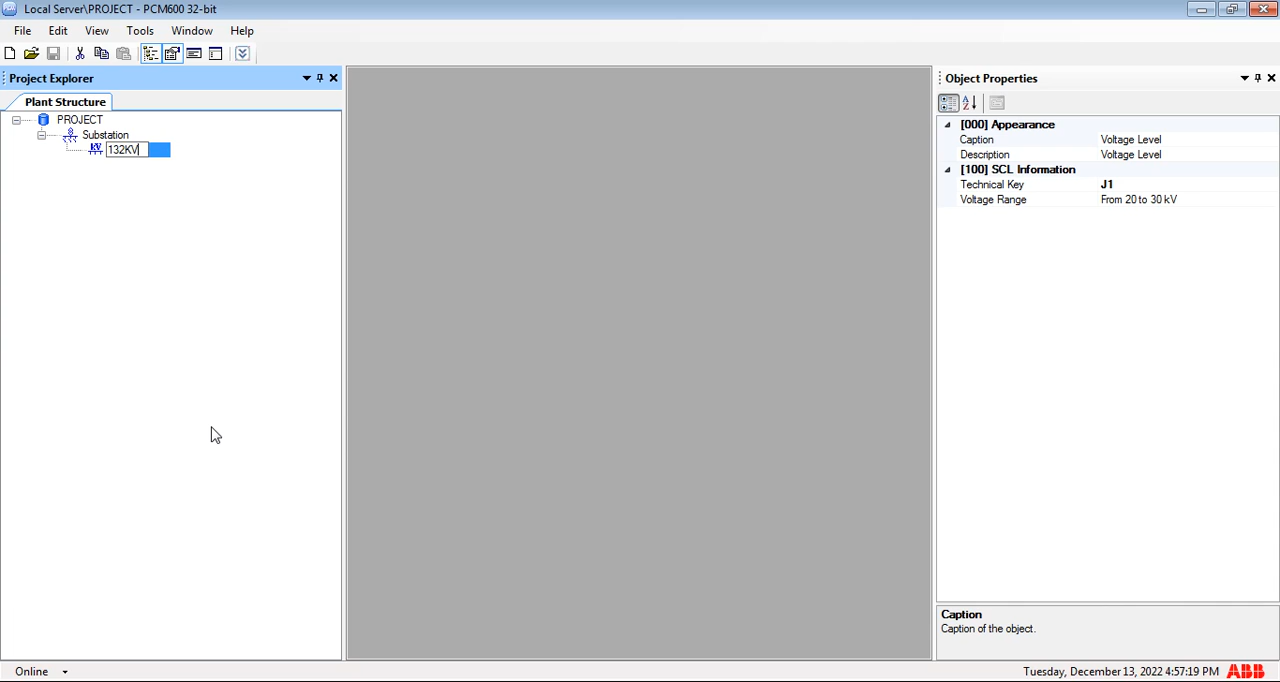 Local Server\PROJECT - PCM600 32-bit
File Edit View Tools Window Help
Project Explorer
Plant Structure
PROJECT
Substation
KV 132KV
Object Properties
[000] Appearance
Caption Voltage Level
Description Voltage Level
[100] SCL Information
Technical Key J1
Voltage Range From 20 to 30 kV
Caption
Caption of the object.
Online
Tuesday, December 13, 2022 4:57:19 PM ABB